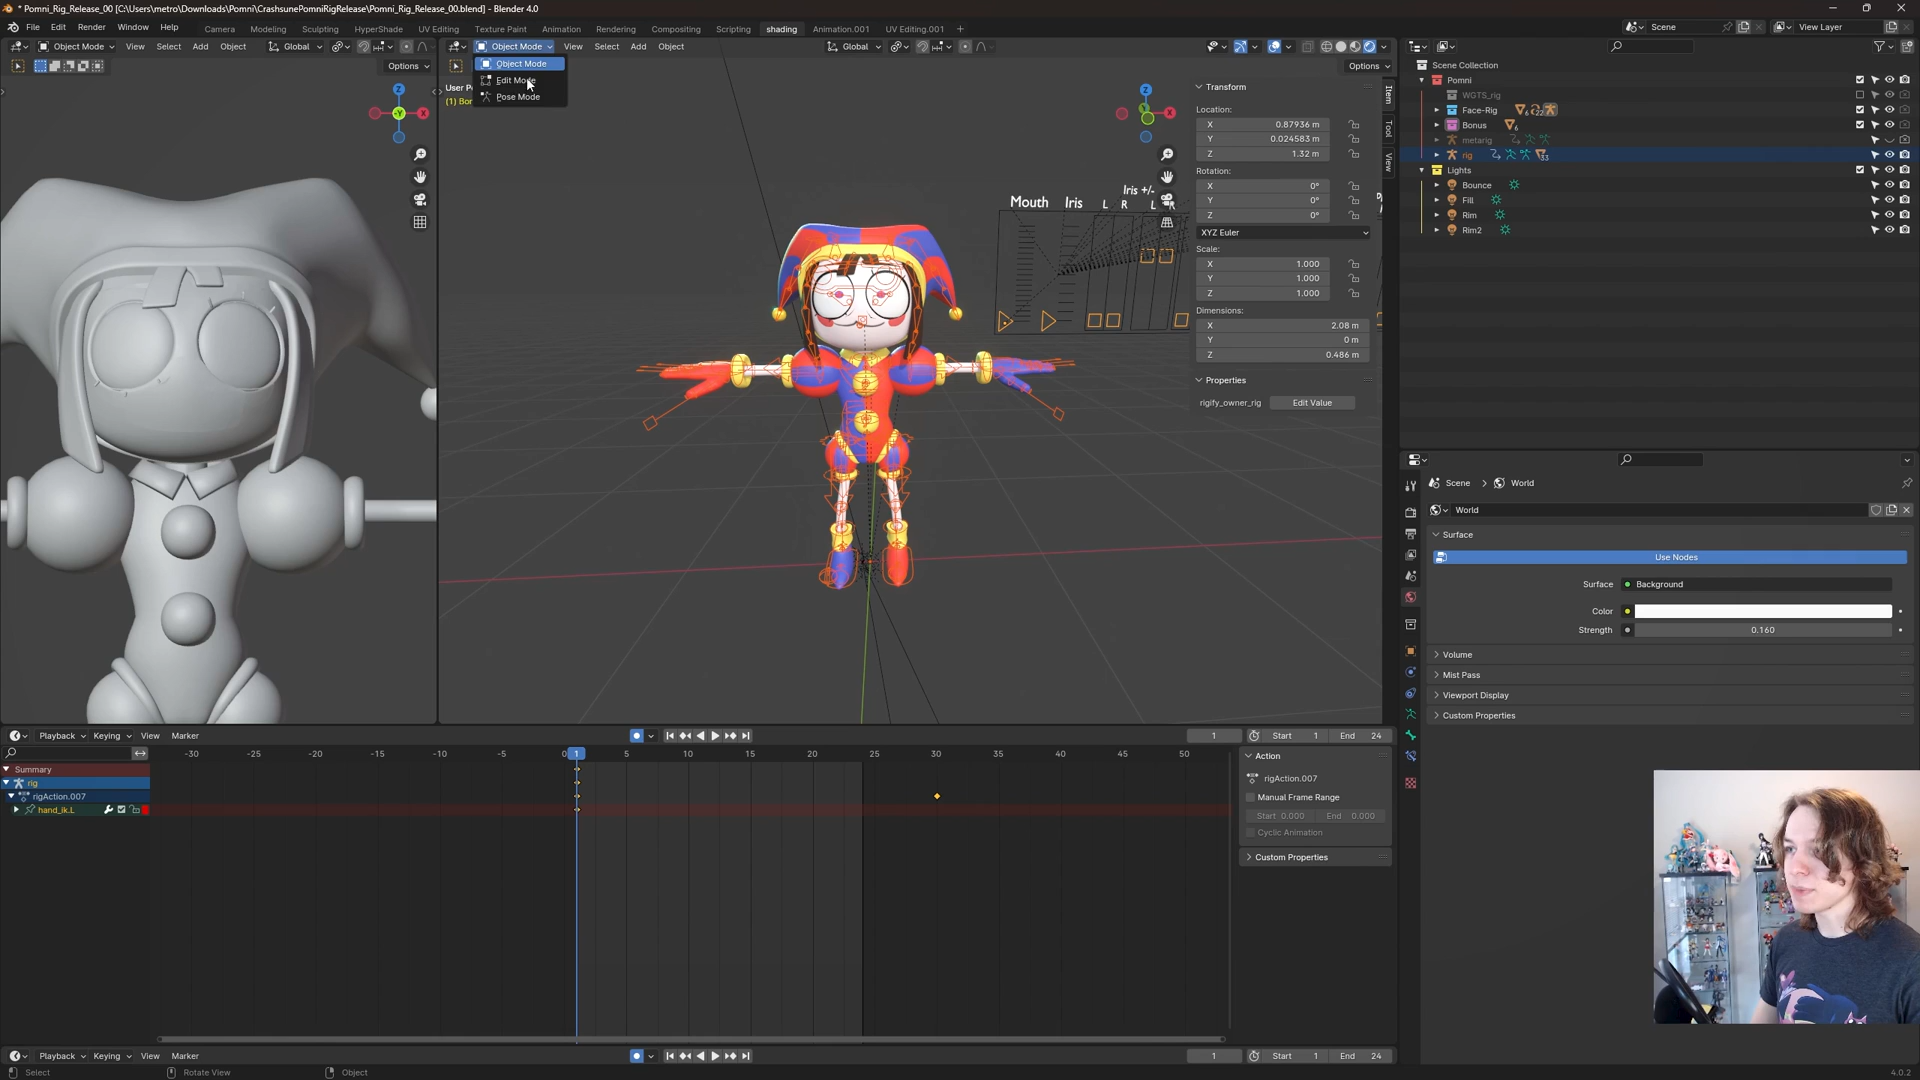 * Pomni_Rig_Release_00 [C:\Users\metro\Downloads\Pomni\CrashsunePomniRigRelease\Pomni_Rig_Release_00.blend] - Blender 4.0
File Edit Render Window Help Camera Modeling Sculpting HyperShade UV Editing Texture Paint Animation Rendering Compositing Scripting shading Animation.001 UV Editing.001 + Scene View Layer
Object Mode View Select Add Object Global
Object Mode View Select Add Object Global
Options
Options
Object Mode
Edit Mode
Pose Mode
User P
(1) Bon
Z
X
Y
Z
X
Mouth Iris L R
Iris +/-
Item
Tool
View
Transform
Location:
X 0.87936 m
Y 0.024583 m
Z 1.32 m
Rotation:
X 0°
Y 0°
Z 0°
XYZ Euler
Scale:
X 1.000
Y 1.000
Z 1.000
Dimensions:
X 2.08 m
Y 0 m
Z 0.486 m
Properties
rigify_owner_rig Edit Value
Scene Collection
Pomni
WGTS_rig
Face-Rig
Bonus
metarig
rig
Lights
Bounce
Fill
Rim
Rim2
Scene > World
World
Surface
Use Nodes
Surface Background
Color
Strength 0.160
Volume
Mist Pass
Viewport Display
Custom Properties
Playback Keying View Marker 1 Start 1 End 24
-30 -25 -20 -15 -10 -5 0 1 5 10 15 20 25 30 35 40 45 50
Summary
rig
rigAction.007
hand_ik.L
Action
rigAction.007
Manual Frame Range
Start 0.000 End 0.000
Cyclic Animation
Custom Properties
Playback Keying View Marker 1 Start 1 End 24
Select Rotate View Object 4.0.2